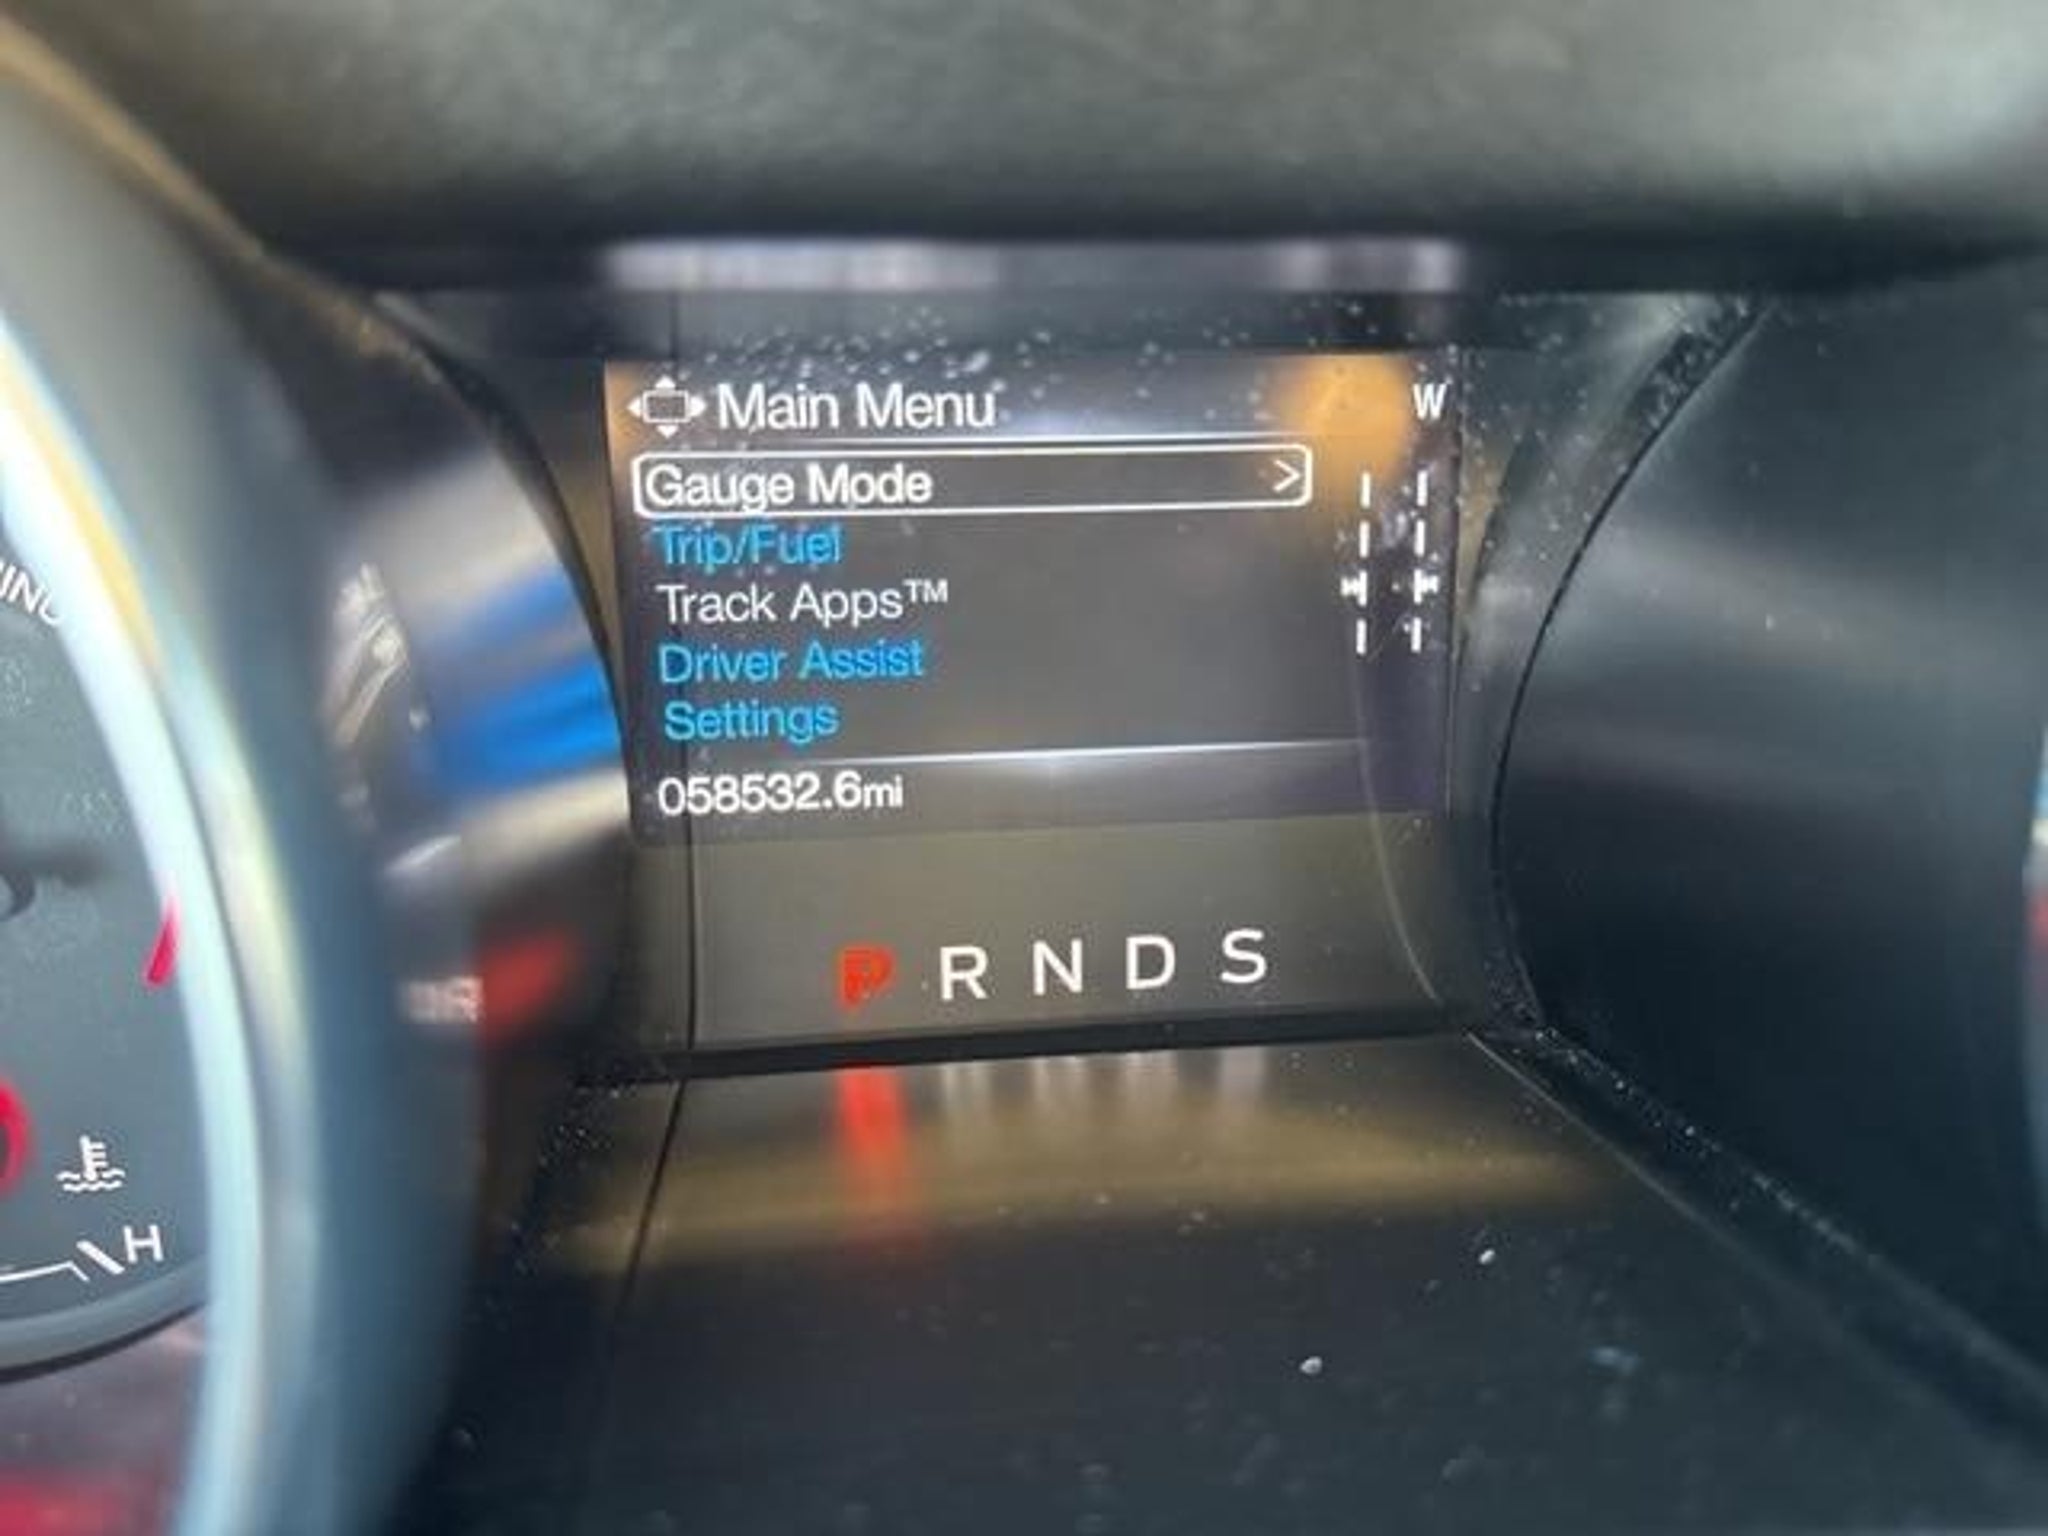 Main Menu
W
Gauge Mode >
Trip/Fuel
Track Apps™
Driver Assist
Settings
058532.6mi
P R N D S
H